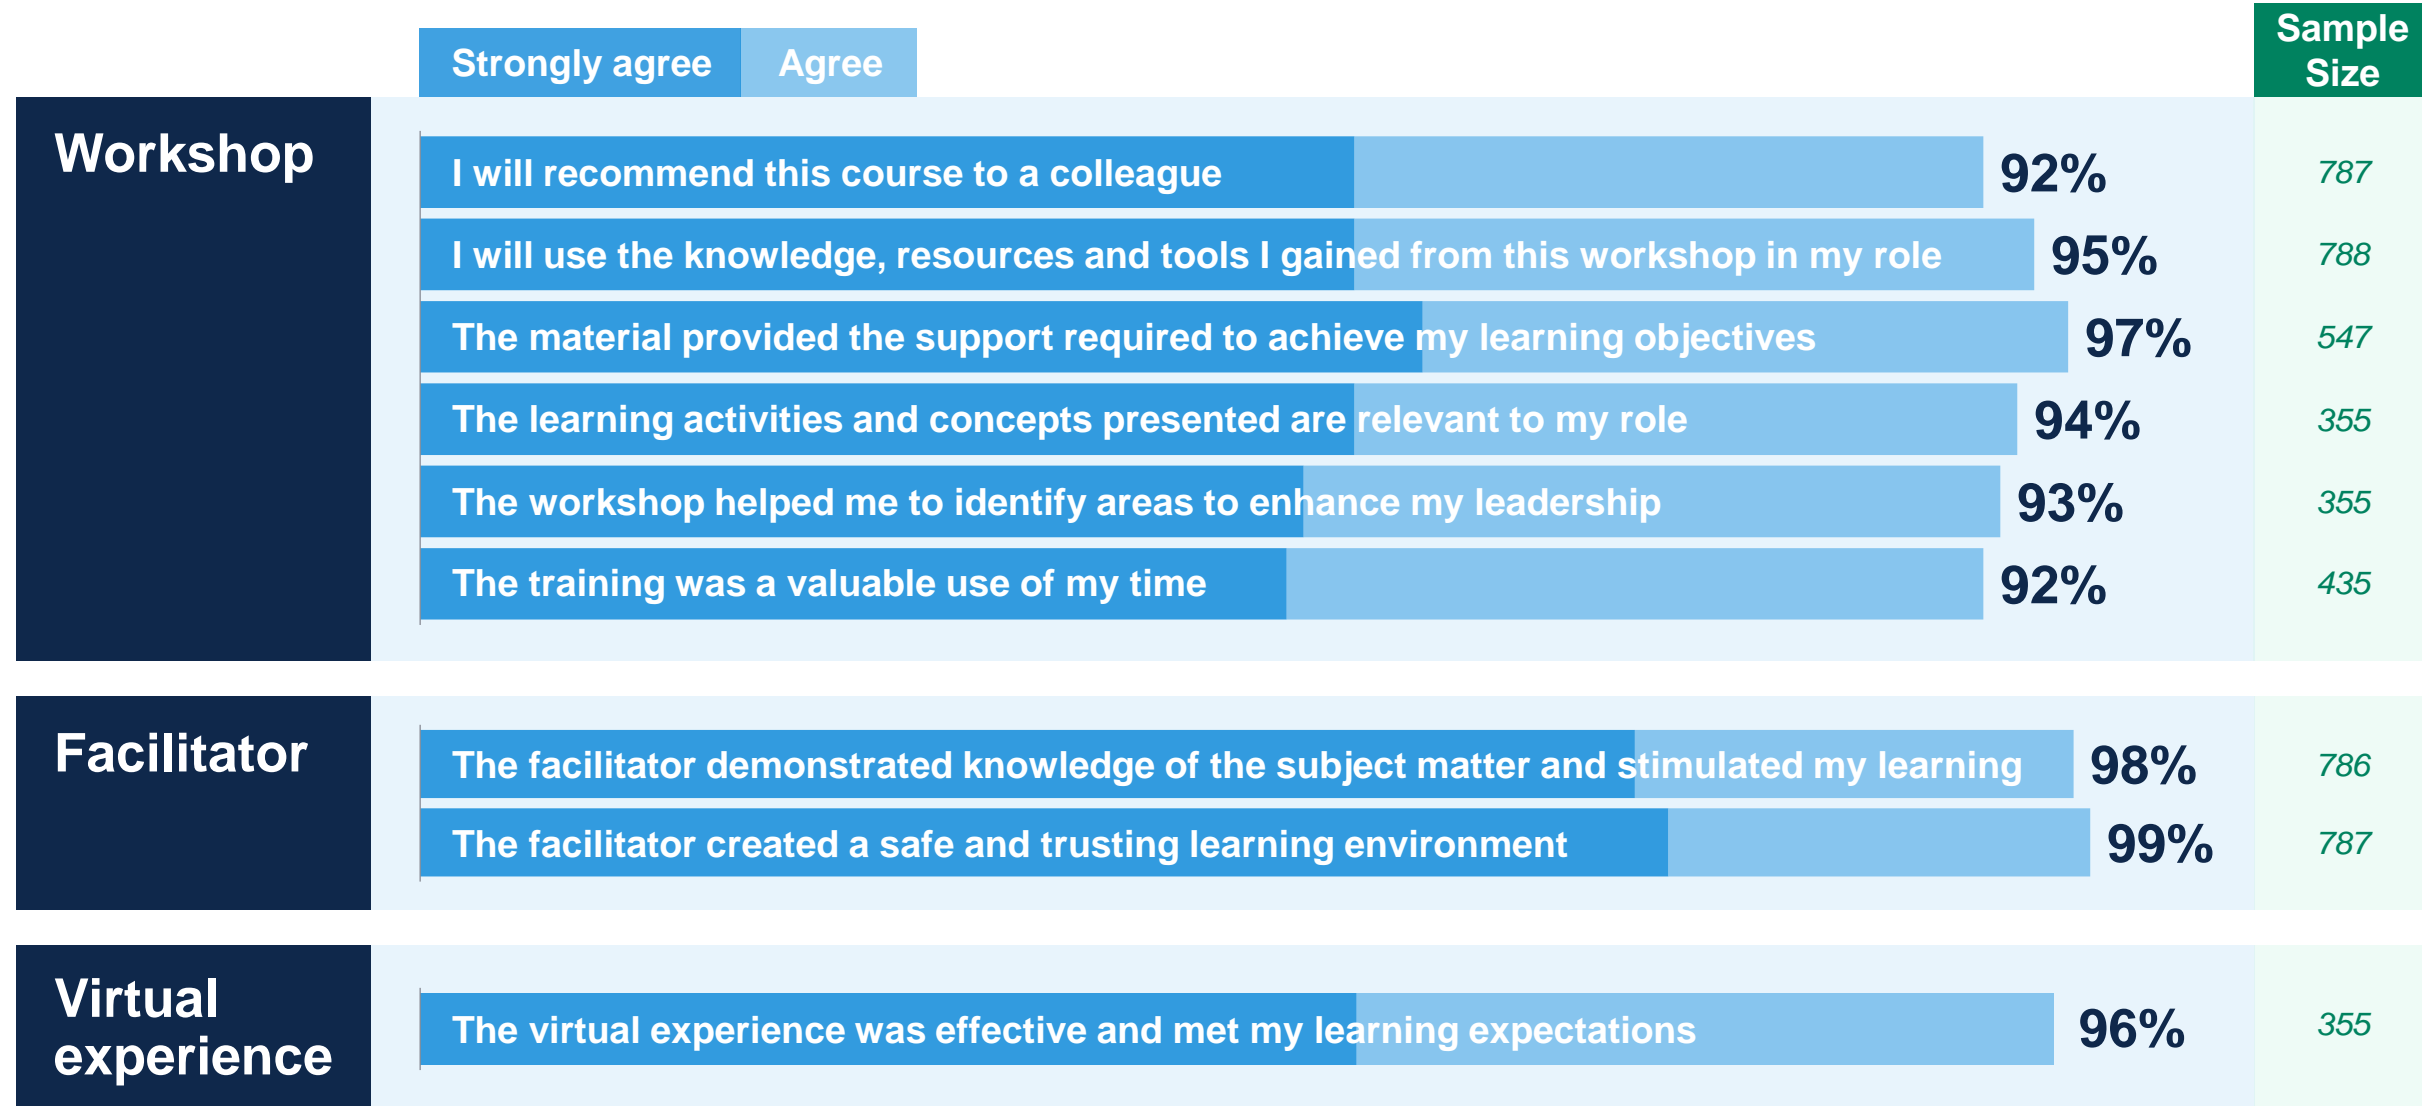 Strongly agree Agree
Sample
Size
Workshop
I will recommend this course to a colleague 92% 787
I will use the knowledge, resources and tools I gained from this workshop in my role 95% 788
The material provided the support required to achieve my learning objectives 97% 547
The learning activities and concepts presented are relevant to my role 94% 355
The workshop helped me to identify areas to enhance my leadership 93% 355
The training was a valuable use of my time 92% 435
Facilitator
The facilitator demonstrated knowledge of the subject matter and stimulated my learning 98% 786
The facilitator created a safe and trusting learning environment 99% 787
Virtual
experience
The virtual experience was effective and met my learning expectations 96% 355